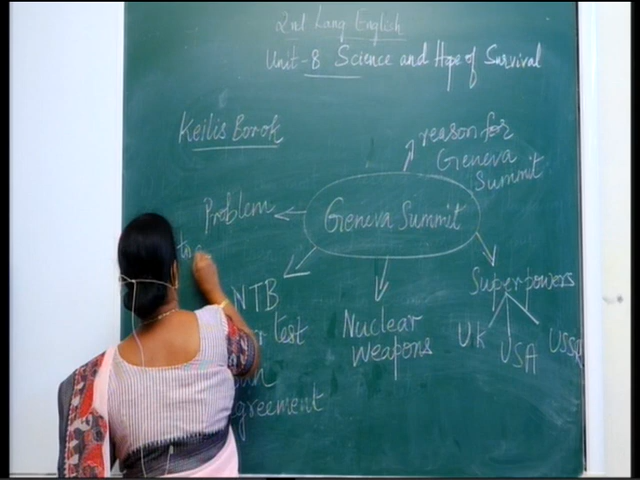 2nd Lang English
Unit-8 Science and Hope of Survival
Keilis Borok
reason for
Geneva
Summit
Problem
Geneva Summit
NTB
test
greement
Nuclear
Weapons
Superpowers
UK
USA
USSR